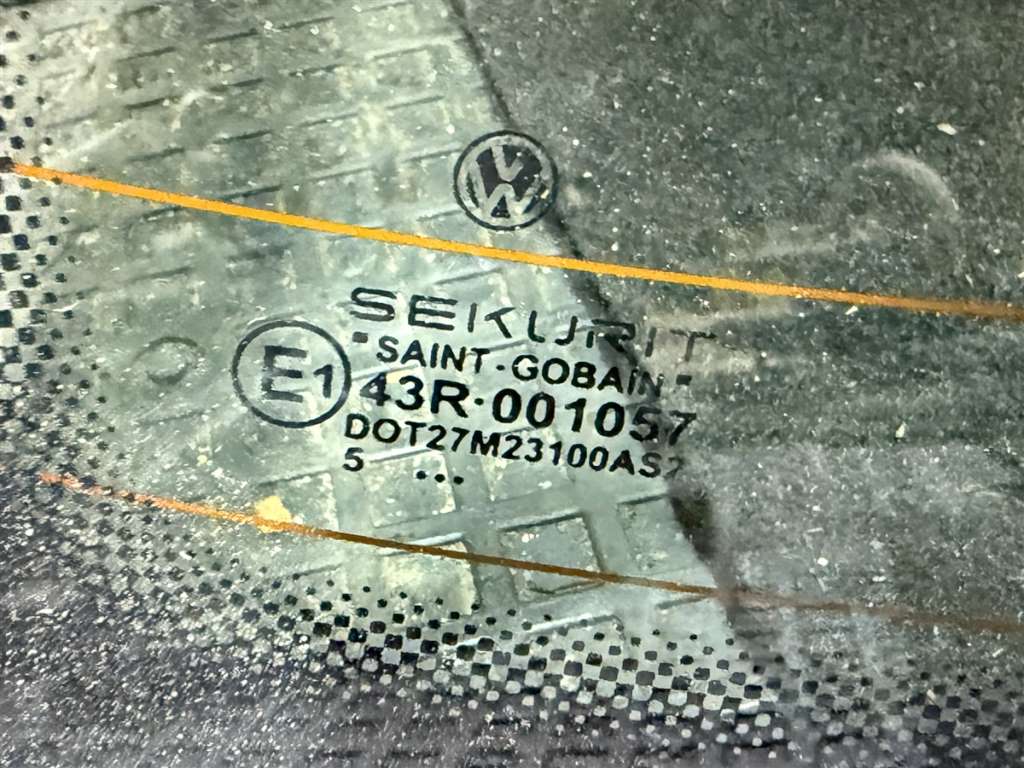 SEKURIT
"SAINT-GOBAIN"
E1
43R-001057
DOT27M23100AS2
5 ...